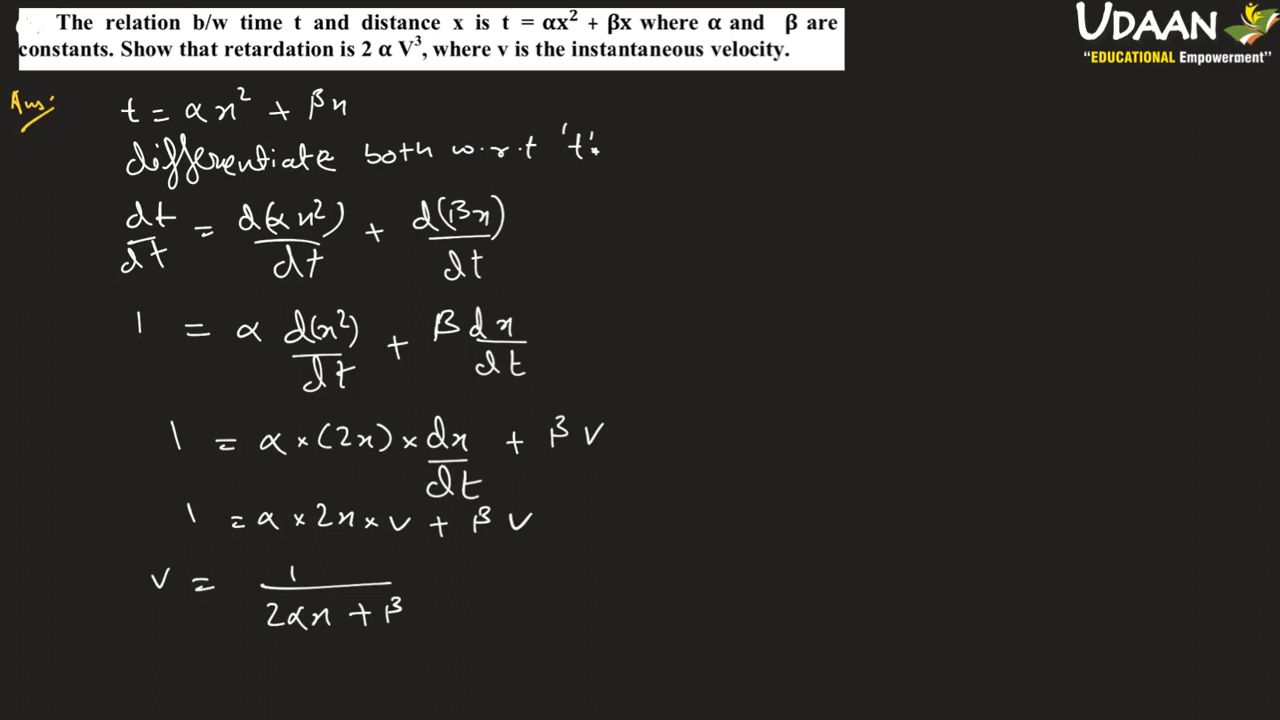 The relation b/w time t and distance x is t = αx² + βx where α and β are
constants. Show that retardation is 2 α V³, where v is the instantaneous velocity.
UDAAN
“EDUCATIONAL Empowerment”
Ans:
t = αx² + βx
differentiate both w.r.t 't'.
dt/dt = d(αx²)/dt + d(βx)/dt
1 = α d(x²)/dt + β dx/dt
1 = α × (2x) × dx/dt + β v
1 = α × 2x × v + β v
v = 1/(2αx + β)